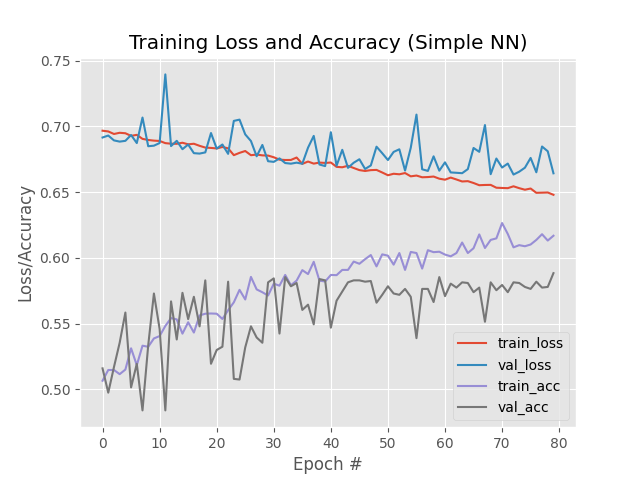 Training Loss and Accuracy (Simple NN)
0.75
0.70
0.65
0.60
0.55
0.50
Loss/Accuracy
train_loss
val_loss
train_acc
val_acc
0 10 20 30 40 50 60 70 80
Epoch #